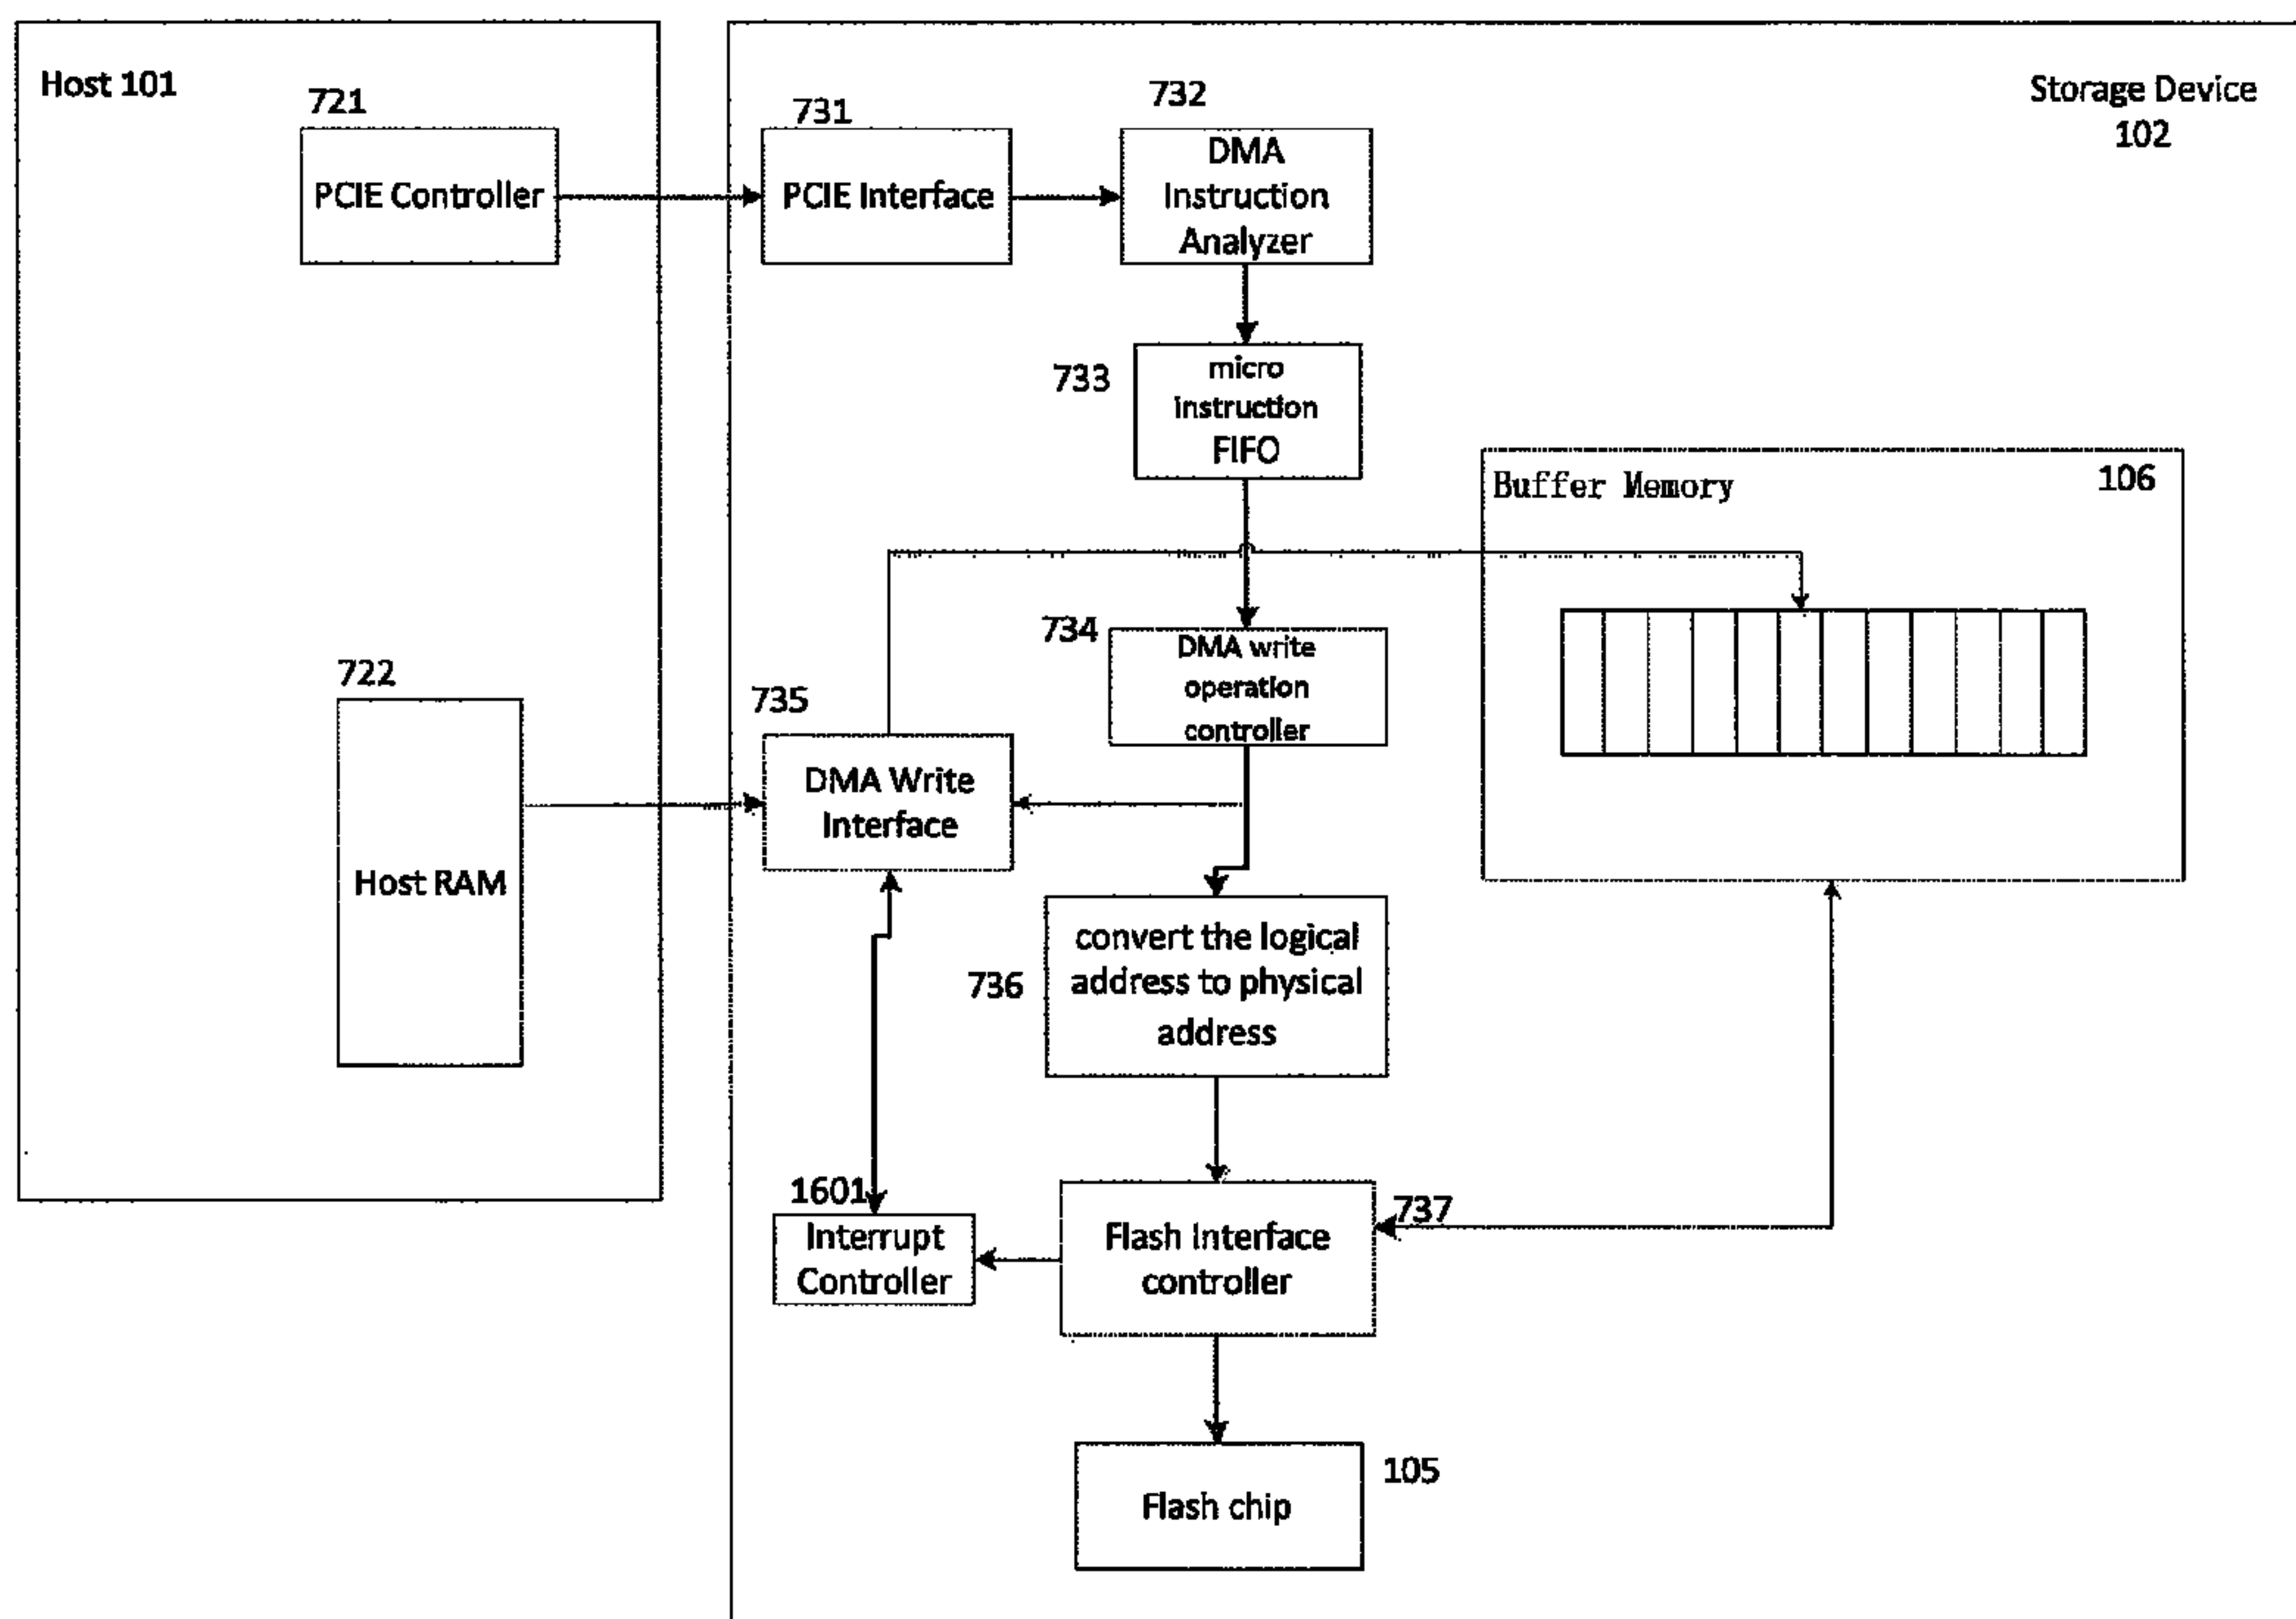 Host 101
721
PCIE Controller
722
Host RAM
Storage Device
102
731
PCIE Interface
732
DMA
Instruction
Analyzer
733
micro
instruction
FIFO
Buffer Memory
106
734
DMA write
operation
controller
735
DMA Write
Interface
736
convert the logical
address to physical
address
1601
Interrupt
Controller
Flash Interface
controller
737
105
Flash chip